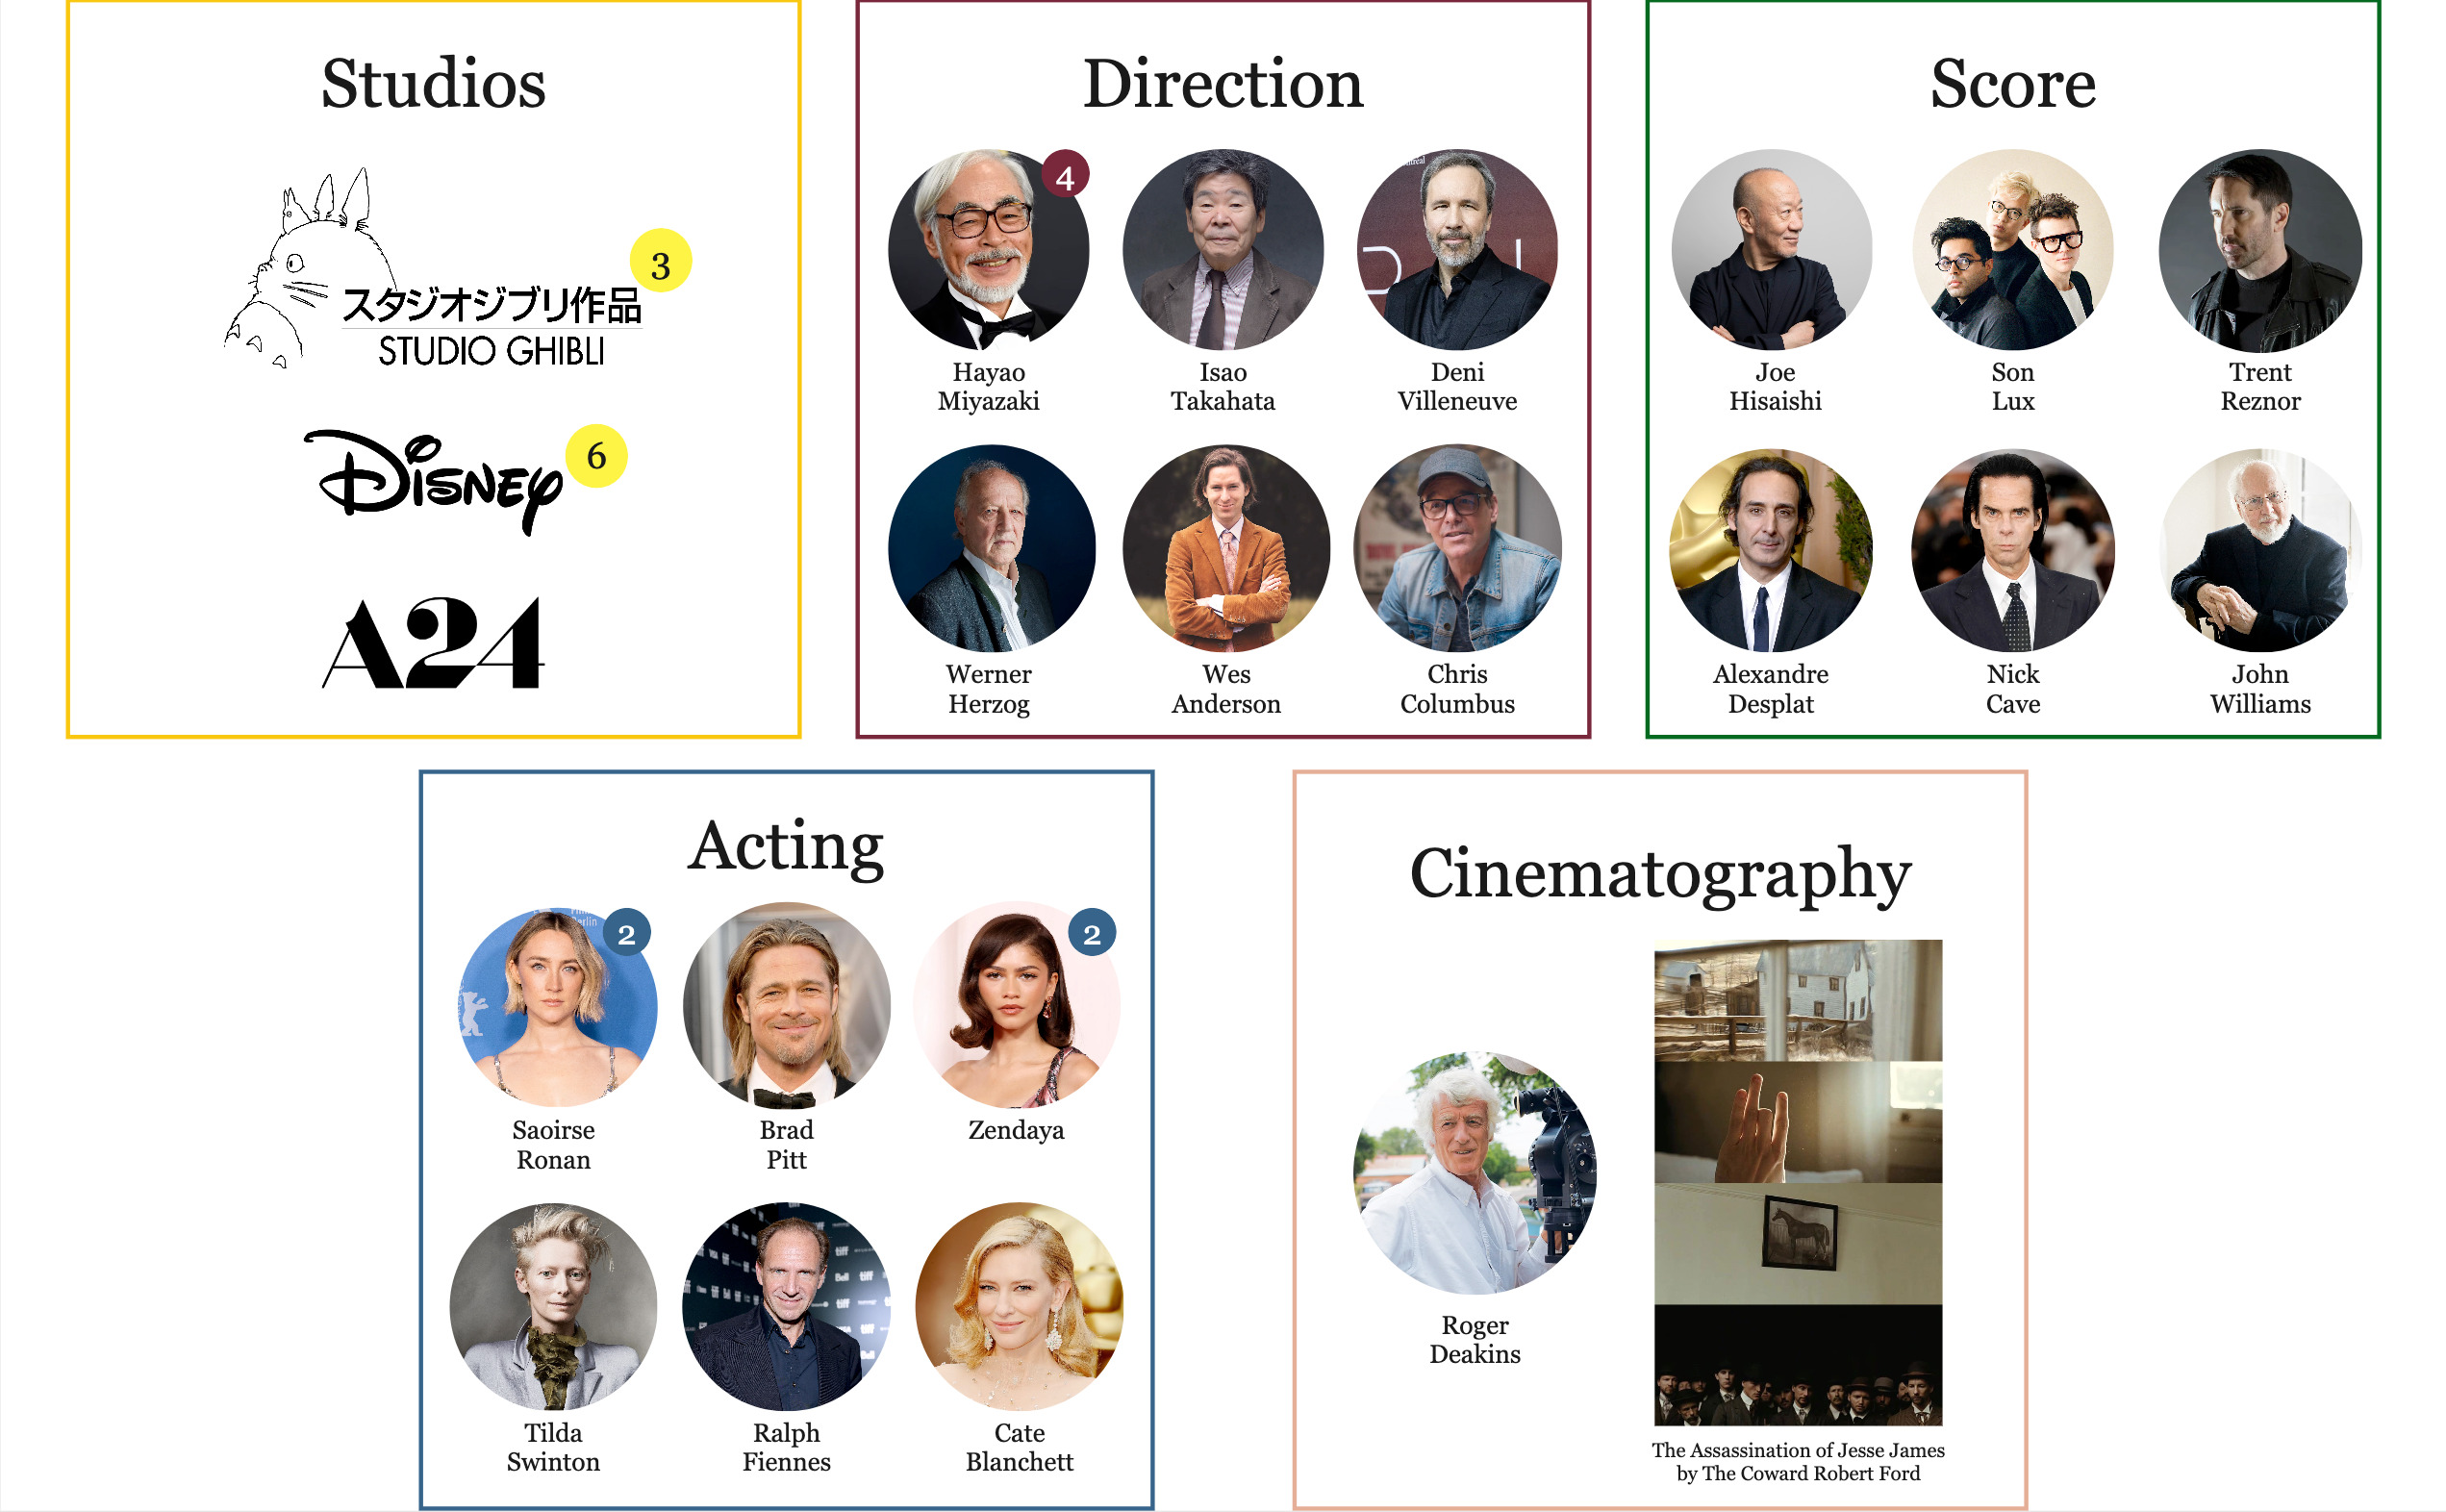 Studios
3
スタジオジブリ作品
STUDIO GHIBLI
Disney
6
A24
Direction
4
Hayao
Miyazaki
Isao
Takahata
Deni
Villeneuve
Werner
Herzog
Wes
Anderson
Chris
Columbus
Score
Joe
Hisaishi
Son
Lux
Trent
Reznor
Alexandre
Desplat
Nick
Cave
John
Williams
Acting
2
2
Saoirse
Ronan
Brad
Pitt
Zendaya
Tilda
Swinton
Ralph
Fiennes
Cate
Blanchett
Cinematography
Roger
Deakins
The Assassination of Jesse James
by The Coward Robert Ford